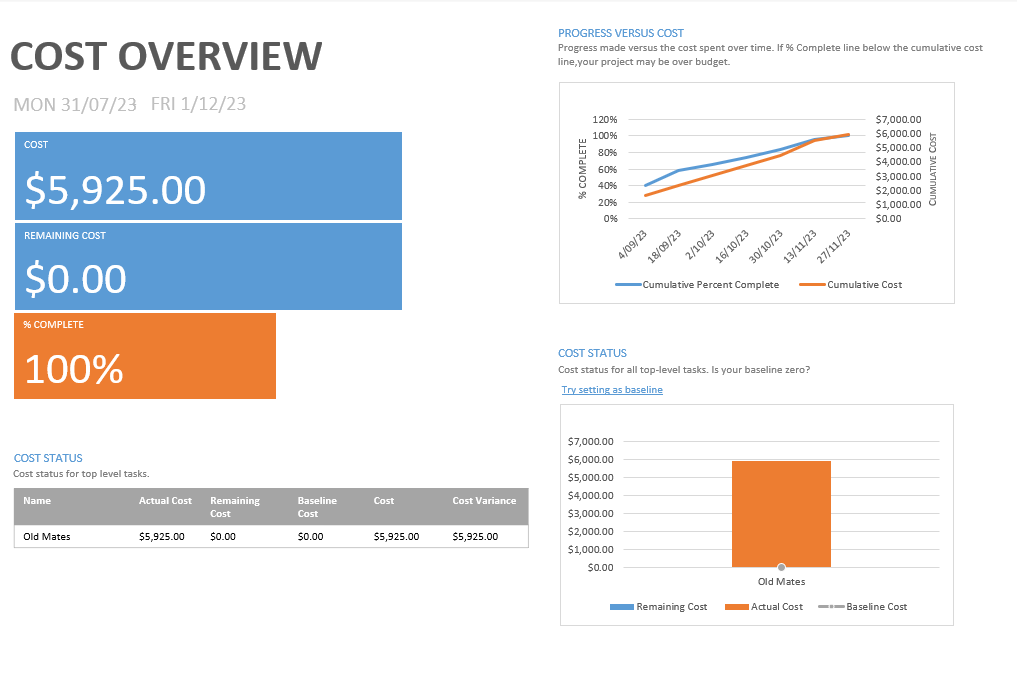 COST OVERVIEW
MON 31/07/23 FRI 1/12/23
COST
$5,925.00
REMAINING COST
$0.00
% COMPLETE
100%
COST STATUS
Cost status for top level tasks.
Name Actual Cost Remaining Cost Baseline Cost Cost Cost Variance
Old Mates $5,925.00 $0.00 $0.00 $5,925.00 $5,925.00
PROGRESS VERSUS COST
Progress made versus the cost spent over time. If % Complete line below the cumulative cost
line,your project may be over budget.
% COMPLETE
120%
100%
80%
60%
40%
20%
0%
$7,000.00
$6,000.00
$5,000.00
$4,000.00
$3,000.00
$2,000.00
$1,000.00
$0.00
CUMULATIVE COST
4/09/23 18/09/23 2/10/23 16/10/23 30/10/23 13/11/23 27/11/23
Cumulative Percent Complete Cumulative Cost
COST STATUS
Cost status for all top-level tasks. Is your baseline zero?
Try setting as baseline
$7,000.00
$6,000.00
$5,000.00
$4,000.00
$3,000.00
$2,000.00
$1,000.00
$0.00
Old Mates
Remaining Cost Actual Cost Baseline Cost